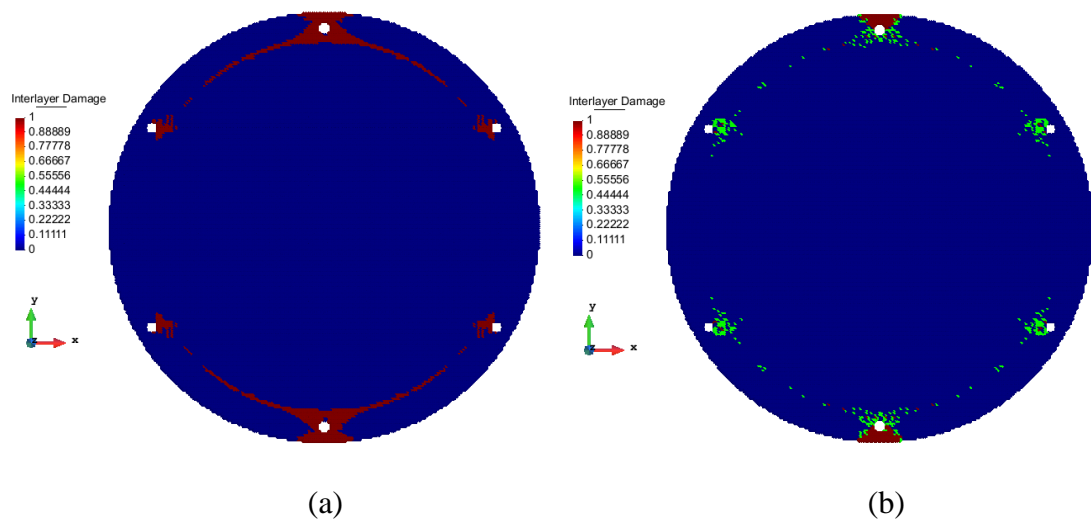 Interlayer Damage
1
0.88889
0.77778
0.66667
0.55556
0.44444
0.33333
0.22222
0.11111
0
y
z
x
(a)
Interlayer Damage
1
0.88889
0.77778
0.66667
0.55556
0.44444
0.33333
0.22222
0.11111
0
y
z
x
(b)